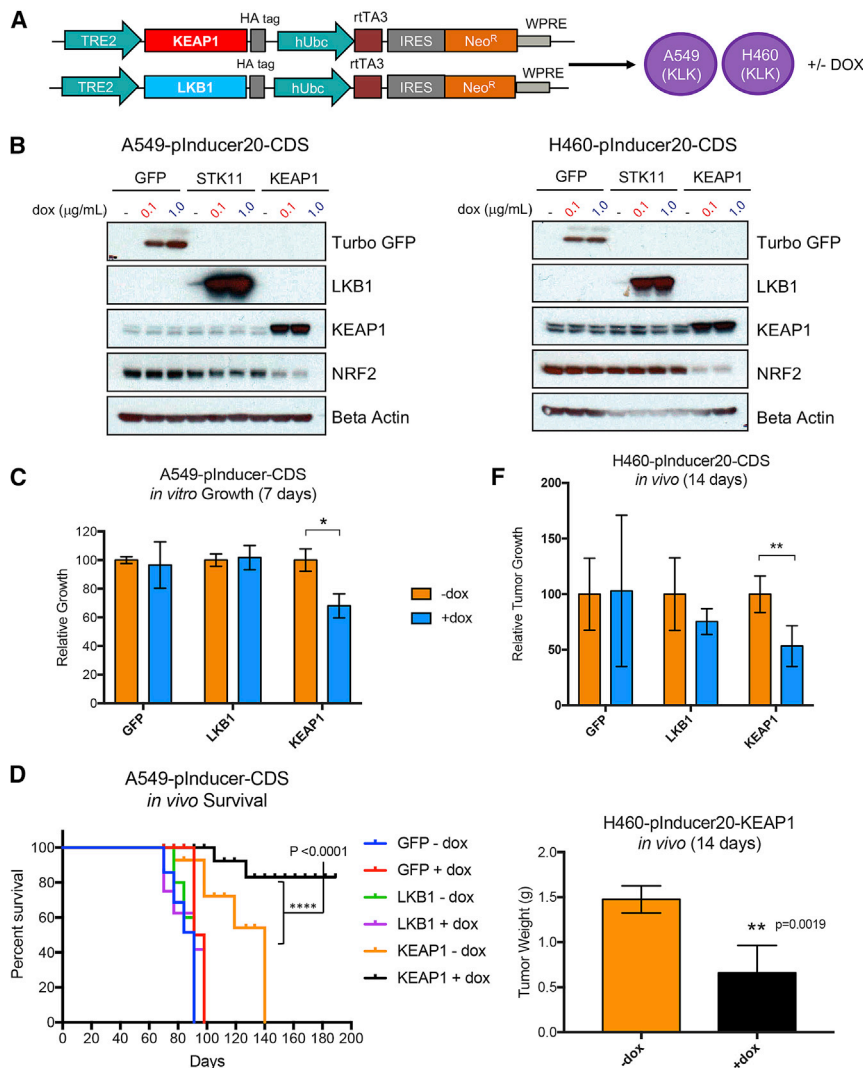 A
HA tag
rtTA3
WPRE
TRE2 KEAP1 hUbc IRES Neo^R
HA tag
rtTA3
WPRE
TRE2 LKB1 hUbc IRES Neo^R
A549 (KLK)
H460 (KLK)
+/- DOX
B
A549-pInducer20-CDS
GFP STK11 KEAP1
dox (μg/mL) - 0.1 1.0 - 0.1 1.0 - 0.1 1.0
Turbo GFP
LKB1
KEAP1
NRF2
Beta Actin
H460-pInducer20-CDS
GFP STK11 KEAP1
dox (μg/mL) - 0.1 1.0 - 0.1 1.0 - 0.1 1.0
Turbo GFP
LKB1
KEAP1
NRF2
Beta Actin
C
A549-pInducer-CDS
in vitro Growth (7 days)
Relative Growth
120
100
80
60
40
20
0
*
GFP LKB1 KEAP1
-dox
+dox
F
H460-pInducer20-CDS
in vivo (14 days)
Relative Tumor Growth
200
150
100
50
0
**
GFP LKB1 KEAP1
D
A549-pInducer-CDS
in vivo Survival
Percent survival
100
80
60
40
20
0
0 20 40 60 80 100 120 140 160 180 200
Days
P <0.0001
****
GFP - dox
GFP + dox
LKB1 - dox
LKB1 + dox
KEAP1 - dox
KEAP1 + dox
H460-pInducer20-KEAP1
in vivo (14 days)
Tumor Weight (g)
2.0
1.5
1.0
0.5
0.0
** p=0.0019
-dox +dox